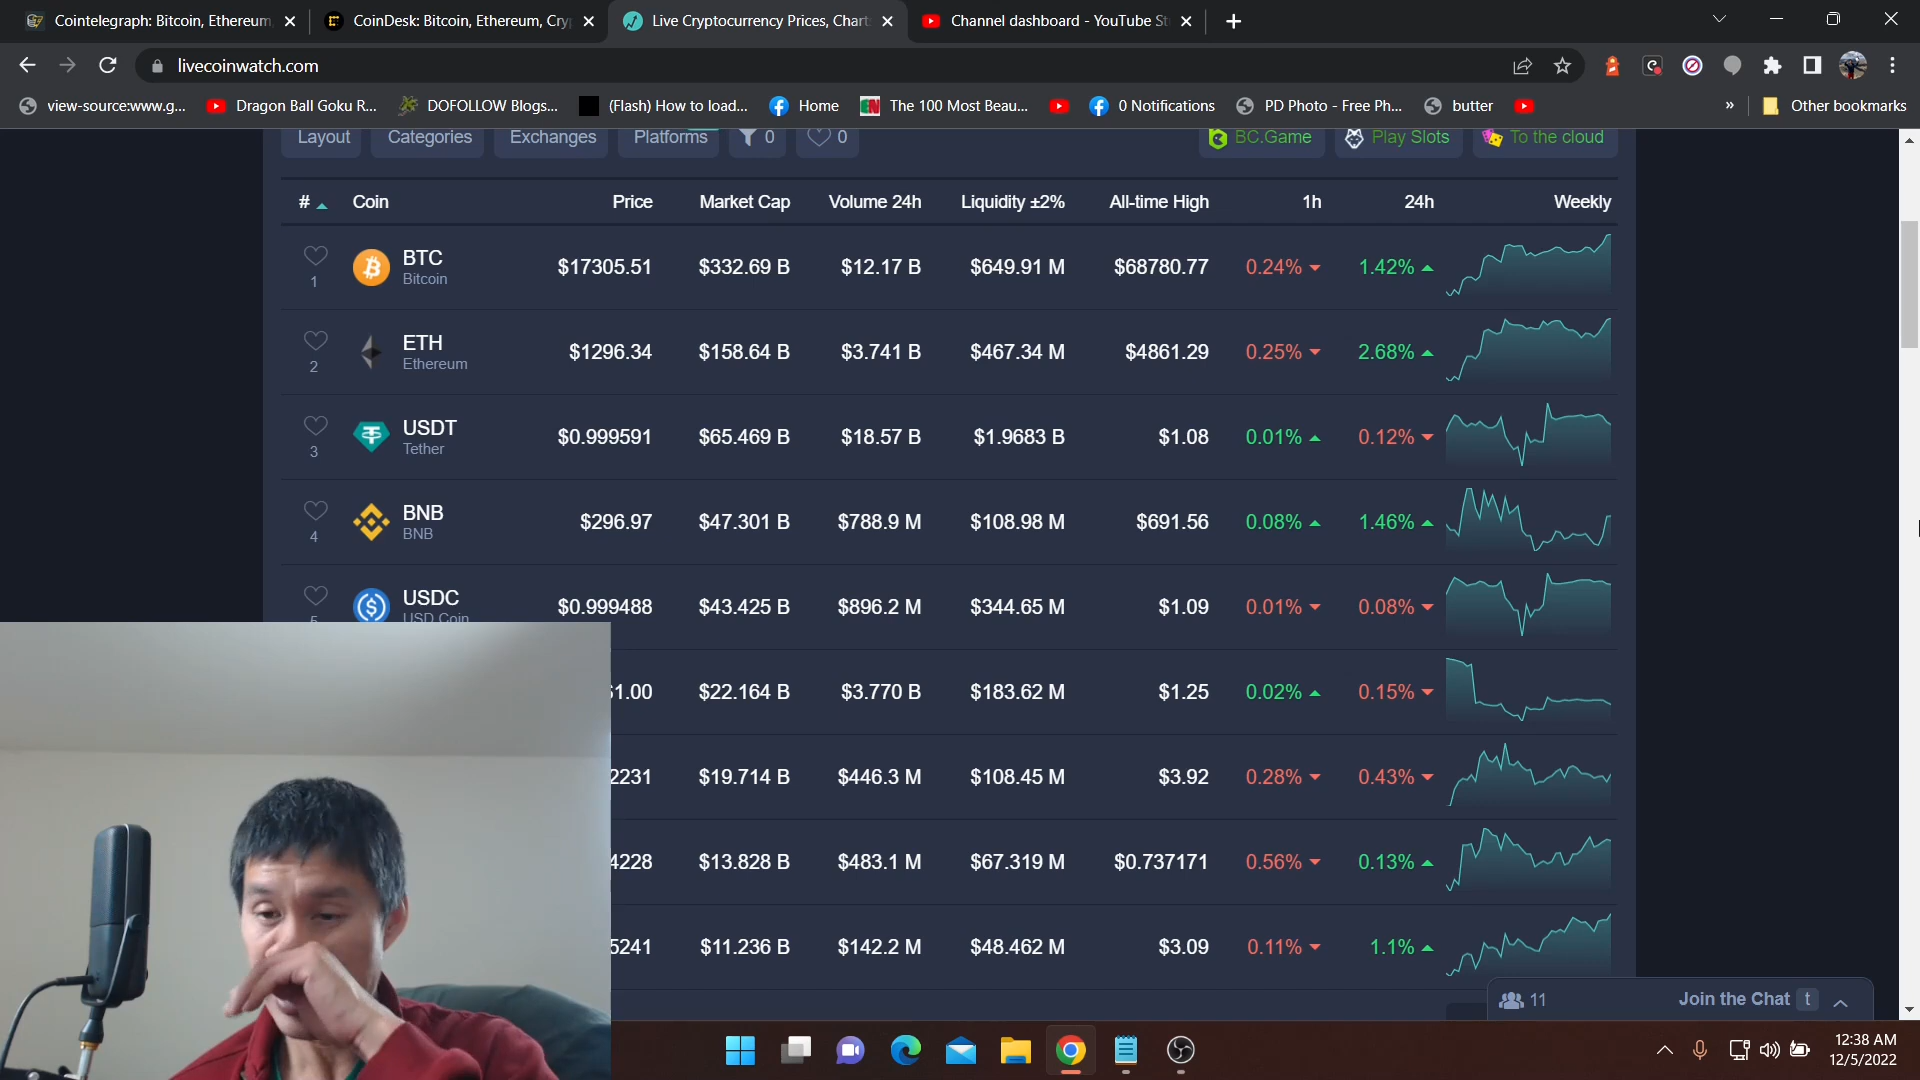 Cointelegraph: Bitcoin, Ethereum,
CoinDesk: Bitcoin, Ethereum, Cry
Live Cryptocurrency Prices, Chart
Channel dashboard - YouTube St
livecoinwatch.com
view-source:www.g...
Dragon Ball Goku R...
DOFOLLOW Blogs...
(Flash) How to load...
Home
The 100 Most Beau...
0 Notifications
PD Photo - Free Ph...
butter
»
Other bookmarks
Layout Categories Exchanges Platforms 0 0 BC.Game Play Slots To the cloud
# Coin Price Market Cap Volume 24h Liquidity ±2% All-time High 1h 24h Weekly
1 BTC Bitcoin $17305.51 $332.69 B $12.17 B $649.91 M $68780.77 0.24% 1.42%
2 ETH Ethereum $1296.34 $158.64 B $3.741 B $467.34 M $4861.29 0.25% 2.68%
3 USDT Tether $0.999591 $65.469 B $18.57 B $1.9683 B $1.08 0.01% 0.12%
4 BNB BNB $296.97 $47.301 B $788.9 M $108.98 M $691.56 0.08% 1.46%
5 USDC USD Coin $0.999488 $43.425 B $896.2 M $344.65 M $1.09 0.01% 0.08%
$1.00 $22.164 B $3.770 B $183.62 M $1.25 0.02% 0.15%
2231 $19.714 B $446.3 M $108.45 M $3.92 0.28% 0.43%
4228 $13.828 B $483.1 M $67.319 M $0.737171 0.56% 0.13%
5241 $11.236 B $142.2 M $48.462 M $3.09 0.11% 1.1%
11 Join the Chat t
12:38 AM
12/5/2022